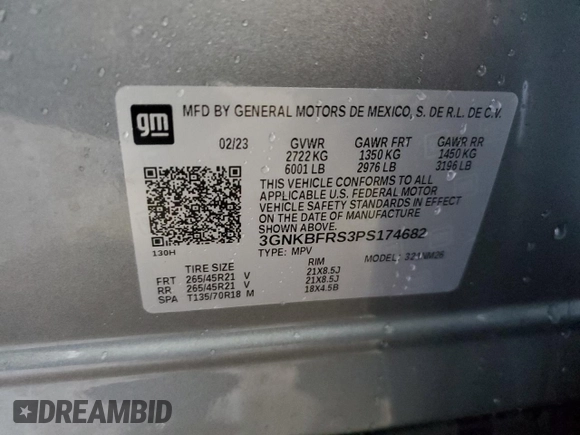 gm
MFD BY GENERAL MOTORS DE MEXICO, S. DE R.L. DE C.V.
02/23 GVWR GAWR FRT GAWR RR
2722 KG 1350 KG 1450 KG
6001 LB 2976 LB 3196 LB
THIS VEHICLE CONFORMS TO ALL
APPLICABLE U.S. FEDERAL MOTOR
VEHICLE SAFETY STANDARDS IN EFFECT
ON THE DATE OF MANUFACTURE
SHOWN ABOVE.
3GNKBFRS3PS174682
130H TYPE: MPV MODEL: 321NM26
TIRE SIZE RIM
FRT 265/45R21 V 21X8.5J
RR 265/45R21 V 21X8.5J
SPA T135/70R18 M 18X4.5B
DREAMBID